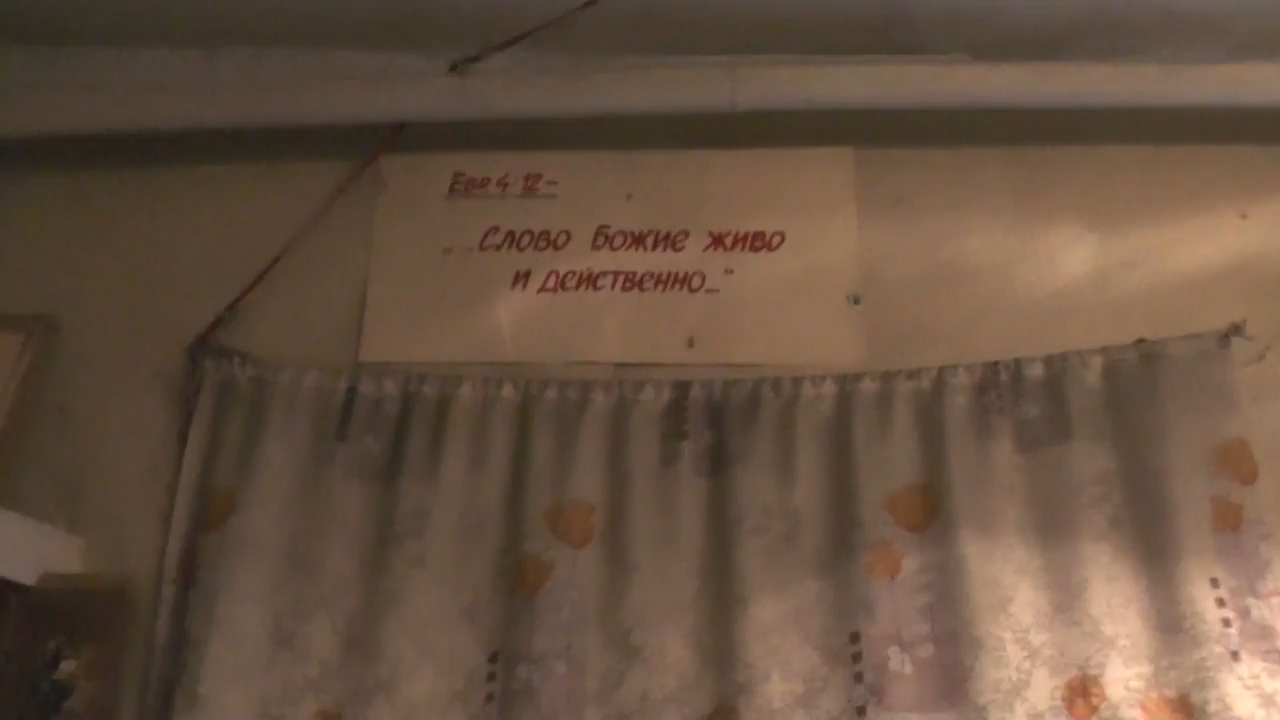 Евр 4 12-
"...Слово Божие живо
и действенно..."